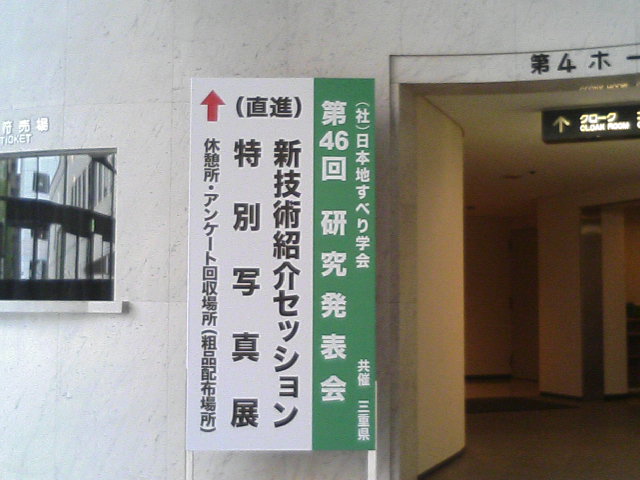 (社)日本地すべり学会
共催 三重県
第46回 研究発表会
↑(直進)
新技術紹介セッション
特別写真展
休憩所・アンケート回収場所(粗品配布場所)
第4ホー
↑ クローク
CLOAK ROOM
売場
TICKET